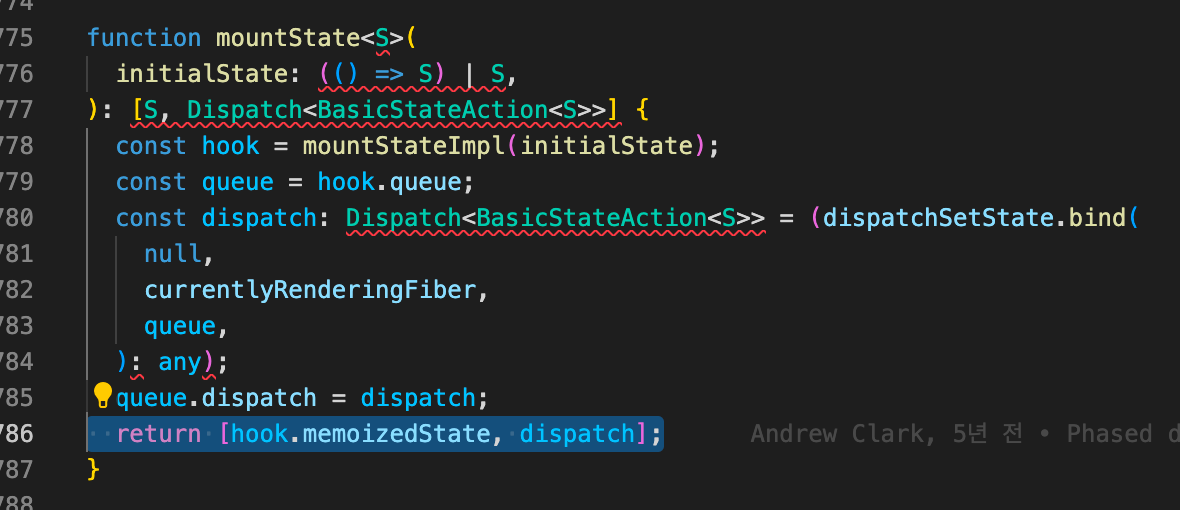 774
775 function mountState<S>(
776 initialState: (() => S) | S,
777 ): [S, Dispatch<BasicStateAction<S>>] {
778 const hook = mountStateImpl(initialState);
779 const queue = hook.queue;
780 const dispatch: Dispatch<BasicStateAction<S>> = (dispatchSetState.bind(
781 null,
782 currentlyRenderingFiber,
783 queue,
784 ): any);
785 queue.dispatch = dispatch;
786 return [hook.memoizedState, dispatch]; Andrew Clark, 5년 전 • Phased
787 }
788